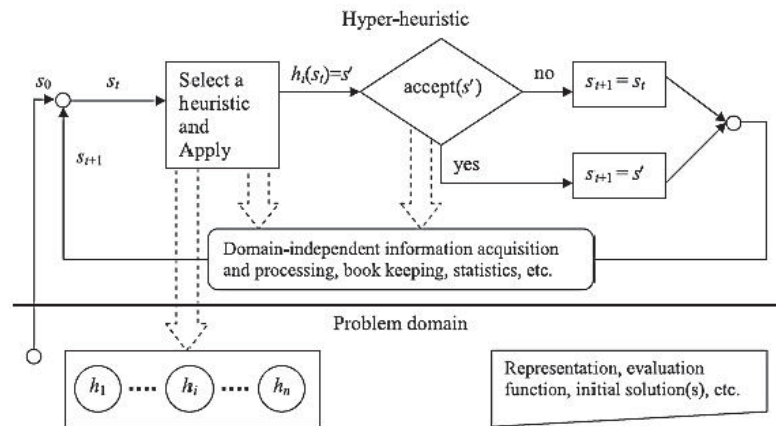 Hyper-heuristic
s0
st
Select a
heuristic
and
Apply
hi(st)=s′
accept(s′)
no
st+1 = st
yes
st+1 = s′
st+1
Domain-independent information acquisition
and processing, book keeping, statistics, etc.
Problem domain
h1 .... hi .... hn
Representation, evaluation
function, initial solution(s), etc.